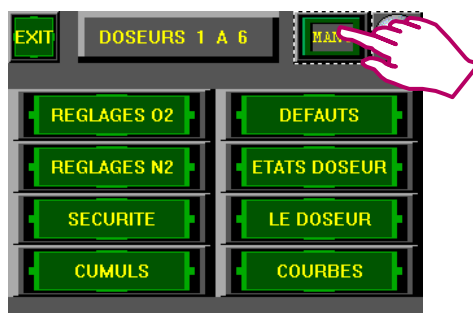 EXIT
DOSEURS 1 A 6
REGLAGES O2
DEFAUTS
REGLAGES N2
ETATS DOSEUR
SECURITE
LE DOSEUR
CUMULS
COURBES